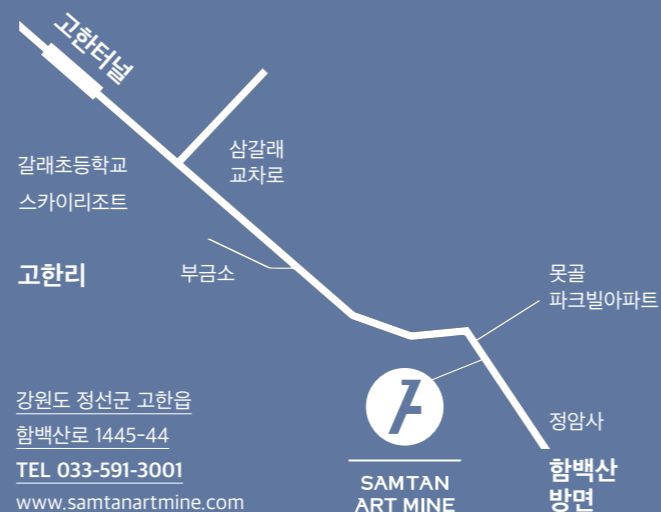 고한터널
삼갈래
교차로
갈래초등학교
스카이리조트
고한리
부금소
못골
파크빌아파트
강원도 정선군 고한읍
함백산로 1445-44
TEL 033-591-3001
www.samtanartmine.com
SAMTAN
ART MINE
정암사
함백산
방면